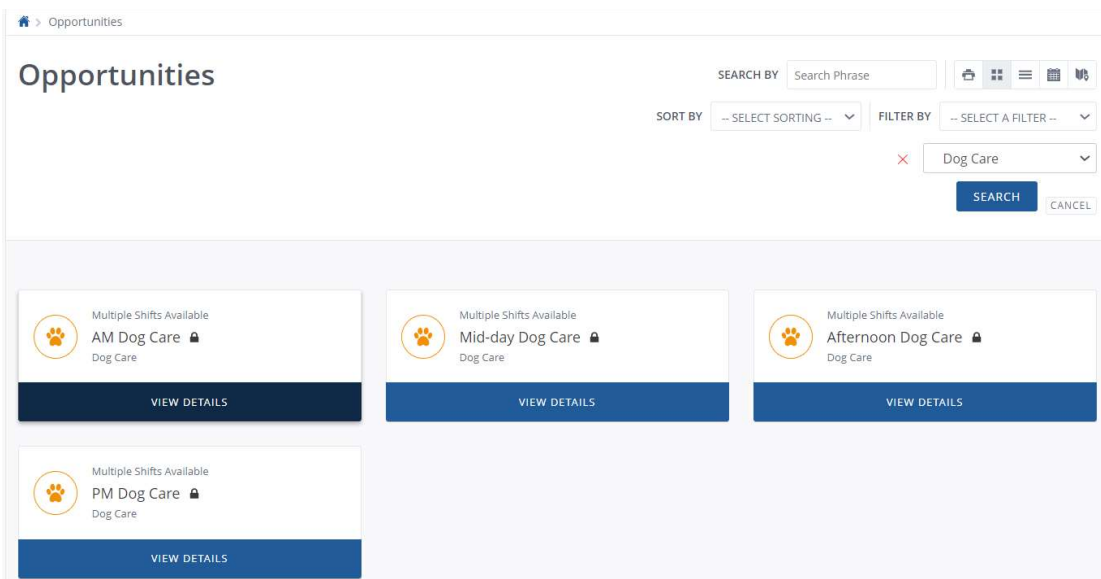 > Opportunities
Opportunities
SEARCH BY Search Phrase
SORT BY -- SELECT SORTING -- FILTER BY -- SELECT A FILTER --
Dog Care
SEARCH CANCEL
Multiple Shifts Available
AM Dog Care
Dog Care
VIEW DETAILS
Multiple Shifts Available
Mid-day Dog Care
Dog Care
VIEW DETAILS
Multiple Shifts Available
Afternoon Dog Care
Dog Care
VIEW DETAILS
Multiple Shifts Available
PM Dog Care
Dog Care
VIEW DETAILS